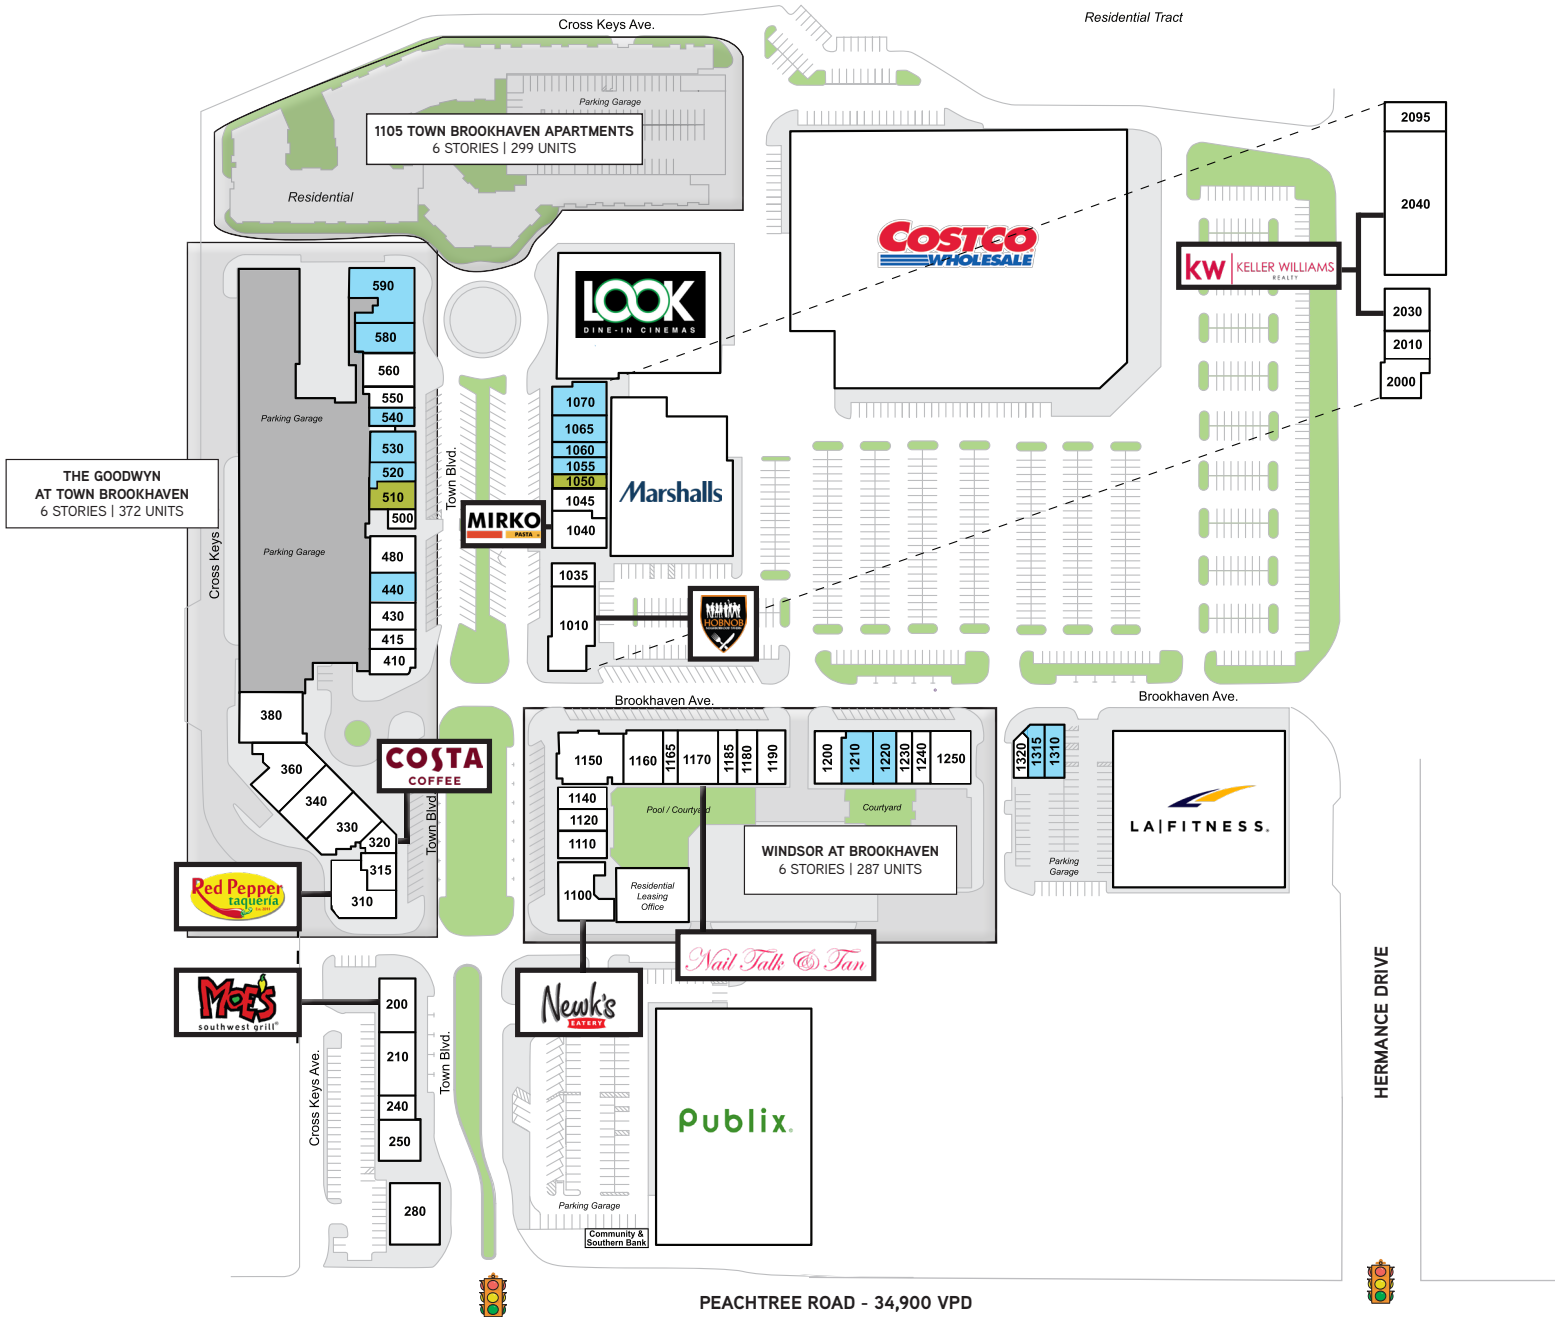 Cross Keys Ave.
Residential Tract
Parking Garage
1105 TOWN BROOKHAVEN APARTMENTS
6 STORIES | 299 UNITS
Residential
2095
2040
COSTCO
WHOLESALE
kw KELLER WILLIAMS
REALTY
2030
2010
2000
LOOK
DINE-IN CINEMAS
590
580
560
550
540
530
520
510
500
480
440
430
415
410
Parking Garage
Parking Garage
THE GOODWYN
AT TOWN BROOKHAVEN
6 STORIES | 372 UNITS
Cross Keys
Town Blvd.
1070
1065
1060
1055
1050
1045
1040
Marshalls
MIRKO
PASTA
1035
1010
HOBNOB
Brookhaven Ave.
Brookhaven Ave.
380
360
340
330
320
315
310
COSTA
COFFEE
Town Blvd.
Red Pepper
taqueria
1150
1160
1165
1170
1185
1180
1190
1200
1210
1220
1230
1240
1250
1320
1315
1310
1140
1120
1110
1100
Pool / Courtyard
Courtyard
WINDSOR AT BROOKHAVEN
6 STORIES | 287 UNITS
Residential
Leasing
Office
Parking
Garage
LA|FITNESS.
Nail Talk & Tan
Newk's
EATERY
MOE'S
southwest grill®
200
210
240
250
280
Cross Keys Ave.
Town Blvd.
Publix.
Parking Garage
Community &
Southern Bank
HERMANCE DRIVE
PEACHTREE ROAD - 34,900 VPD